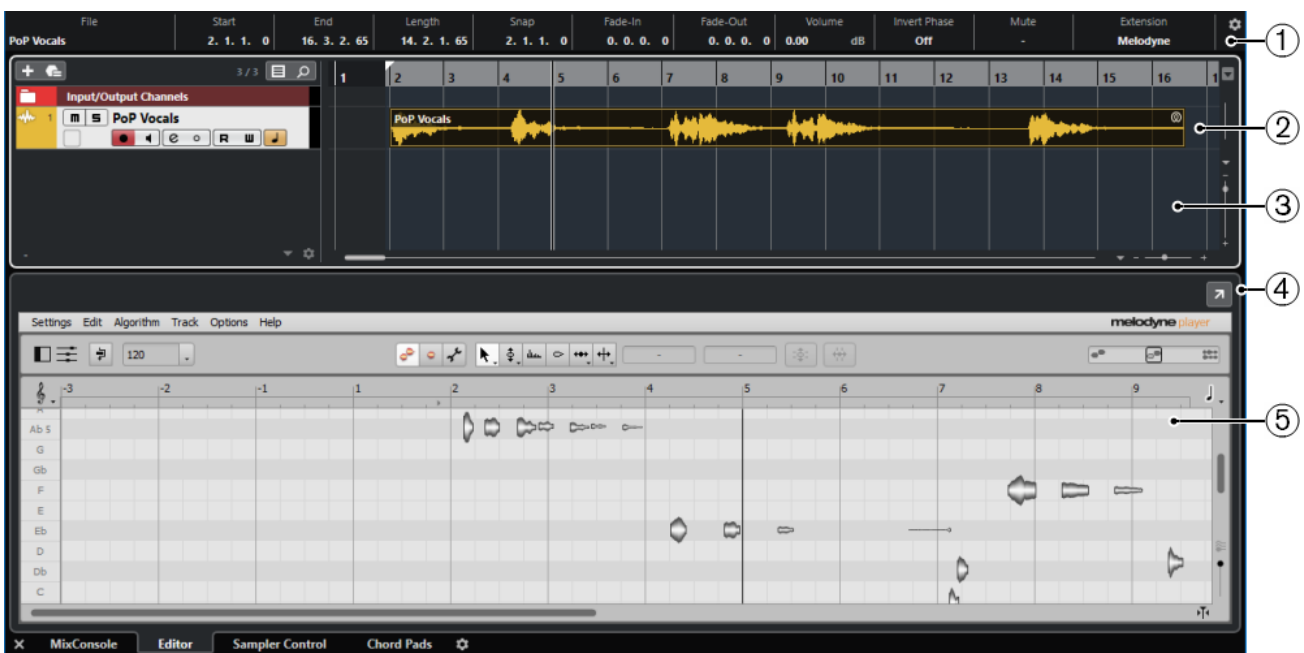 File Start End Length Snap Fade-In Fade-Out Volume Invert Phase Mute Extension
PoP Vocals 2. 1. 1. 0 16. 3. 2. 65 14. 2. 1. 65 2. 1. 1. 0 0. 0. 0. 0 0. 0. 0. 0 0.00 dB Off - Melodyne
1
3/3 1 2 3 4 5 6 7 8 9 10 11 12 13 14 15 16 1
Input/Output Channels
1 m S PoP Vocals
PoP Vocals
2
e R W
3
4
Settings Edit Algorithm Track Options Help melodyne player
120 - -
-3 -2 -1 1 2 3 4 5 6 7 8 9
Ab 5
5
G
Gb
F
E
Eb
D
Db
C
MixConsole Editor Sampler Control Chord Pads